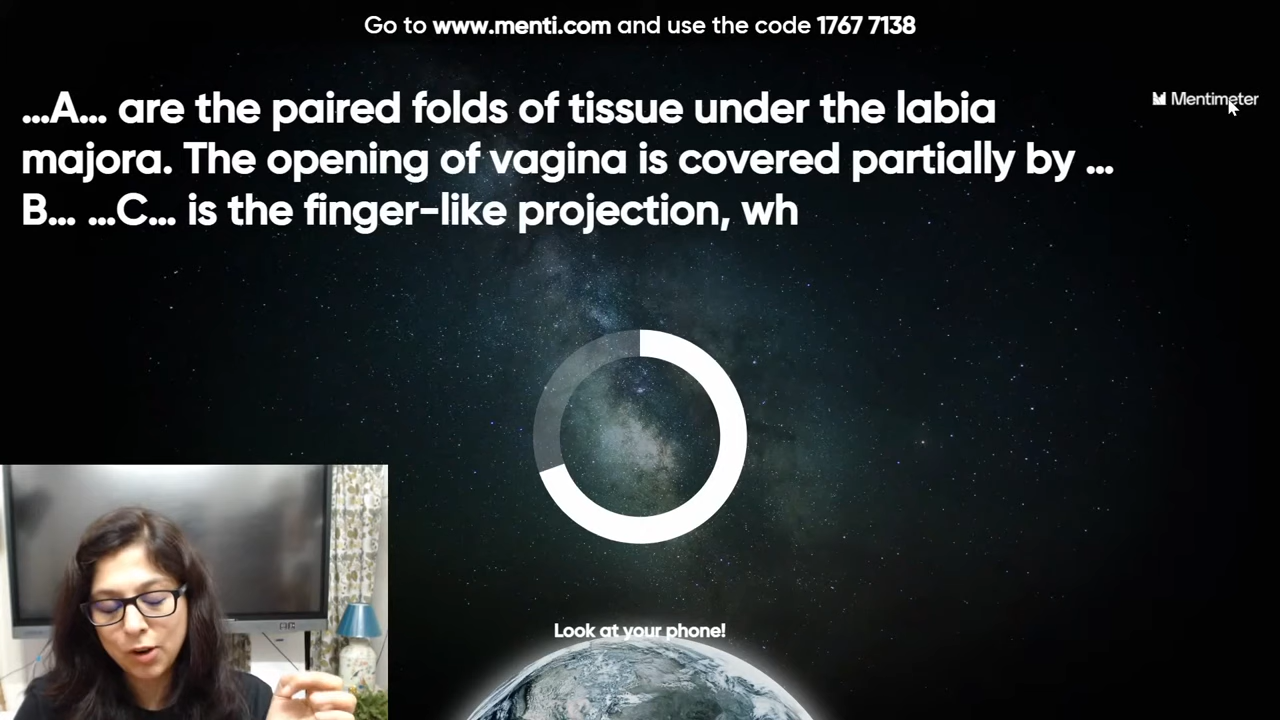 Go to www.menti.com and use the code 1767 7138
Mentimeter
...A... are the paired folds of tissue under the labia
majora. The opening of vagina is covered partially by ...
B... ...C... is the finger-like projection, wh
Look at your phone!